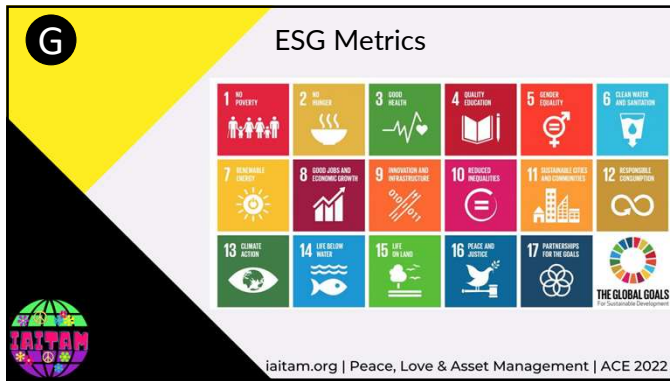 G
ESG Metrics
1 NO
POVERTY
2 NO
HUNGER
3 GOOD
HEALTH
4 QUALITY
EDUCATION
5 GENDER
EQUALITY
6 CLEAN WATER
AND SANITATION
7 RENEWABLE
ENERGY
8 GOOD JOBS AND
ECONOMIC GROWTH
9 INNOVATION AND
INFRASTRUCTURE
10 REDUCED
INEQUALITIES
11 SUSTAINABLE CITIES
AND COMMUNITIES
12 RESPONSIBLE
CONSUMPTION
13 CLIMATE
ACTION
14 LIFE BELOW
WATER
15 LIFE
ON LAND
16 PEACE AND
JUSTICE
17 PARTNERSHIPS
FOR THE GOALS
THE GLOBAL GOALS
For Sustainable Development
IAITAM
iaitam.org | Peace, Love & Asset Management | ACE 2022